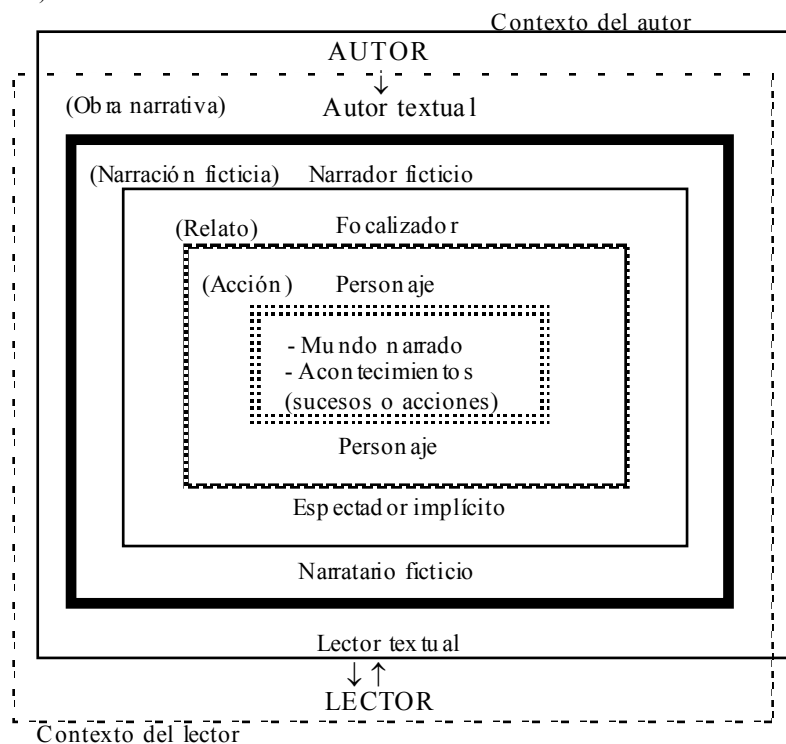 )
Contexto del autor
AUTOR
↓
(Obra narrativa) Autor textual
(Narración ficticia) Narrador ficticio
(Relato) Focalizador
(Acción) Personaje
- Mundo narrado
- Acontecimientos
(sucesos o acciones)
Personaje
Espectador implícito
Narratario ficticio
Lector textual
↓ ↑
LECTOR
Contexto del lector